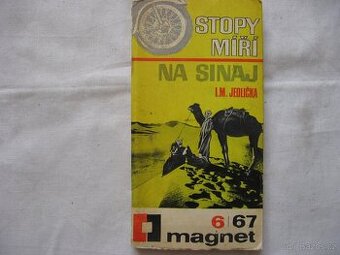 STOPY
MÍŘÍ
NA SINAJ
I.M. JEDLIČKA
6/67
magnet